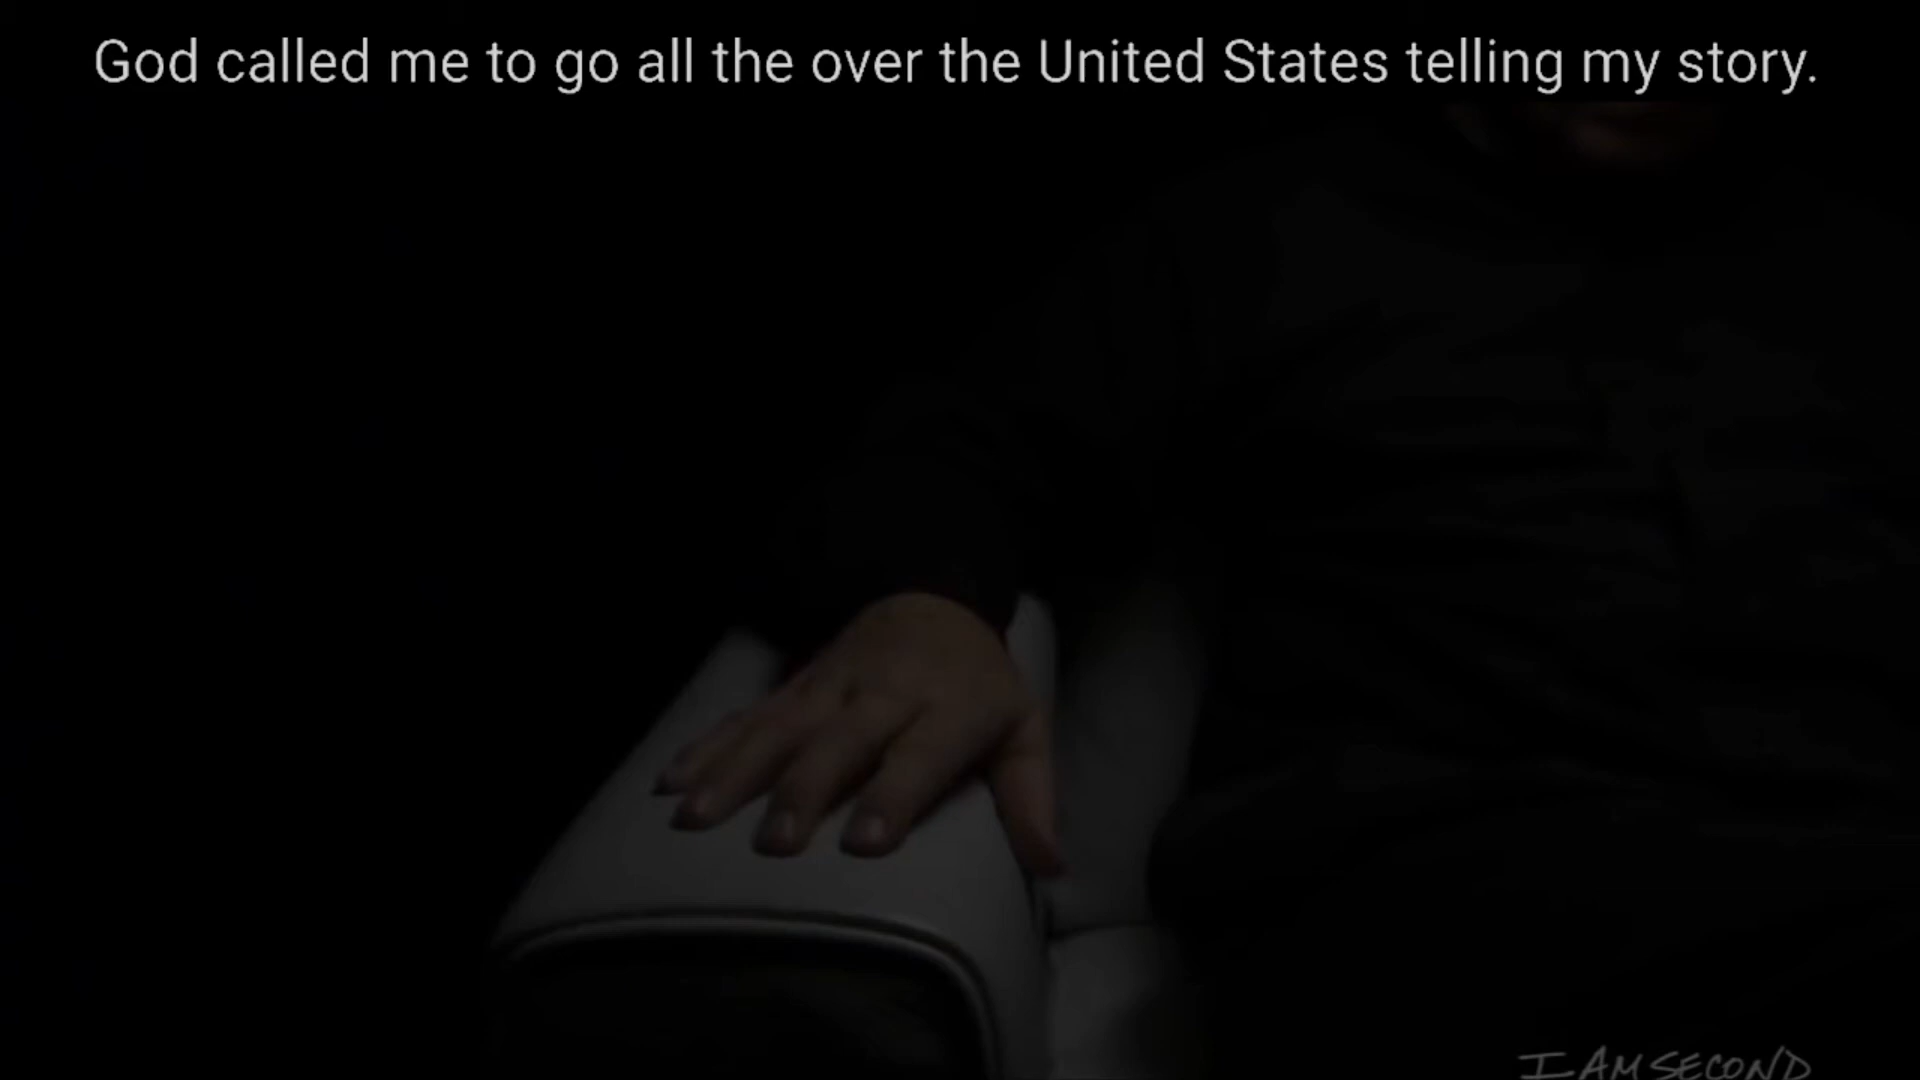 God called me to go all the over the United States telling my story.
I AM SECOND